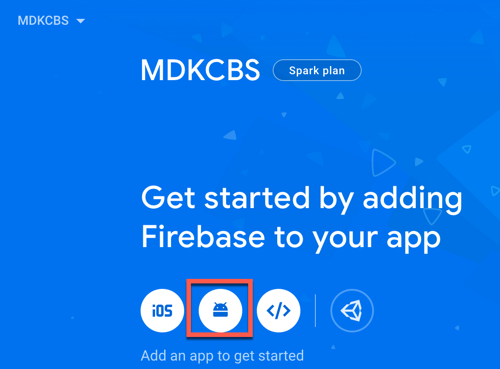 MDKCBS
MDKCBS Spark plan
Get started by adding
Firebase to your app
iOS </>
Add an app to get started